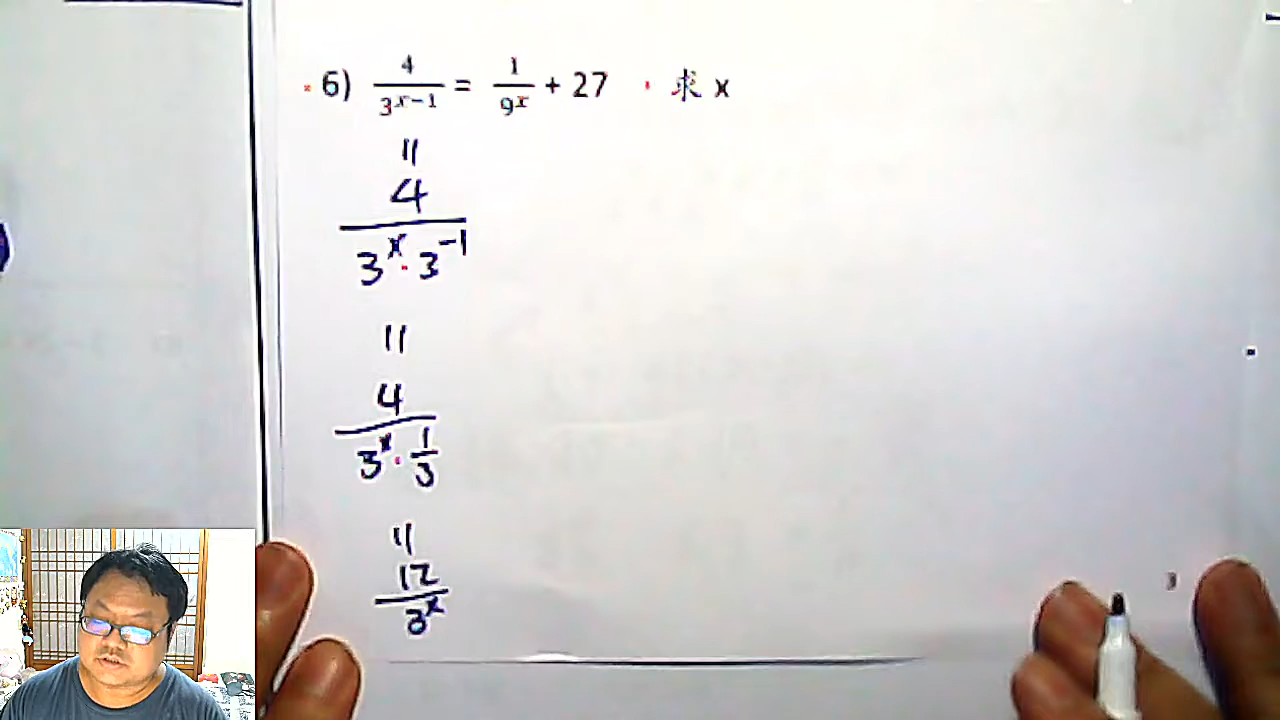 6) 4/3^(x−1) = 1/9^x + 27 , 求 x
॥
4
3^x · 3^−1
॥
4
3^x · 1/3
॥
12
3^x